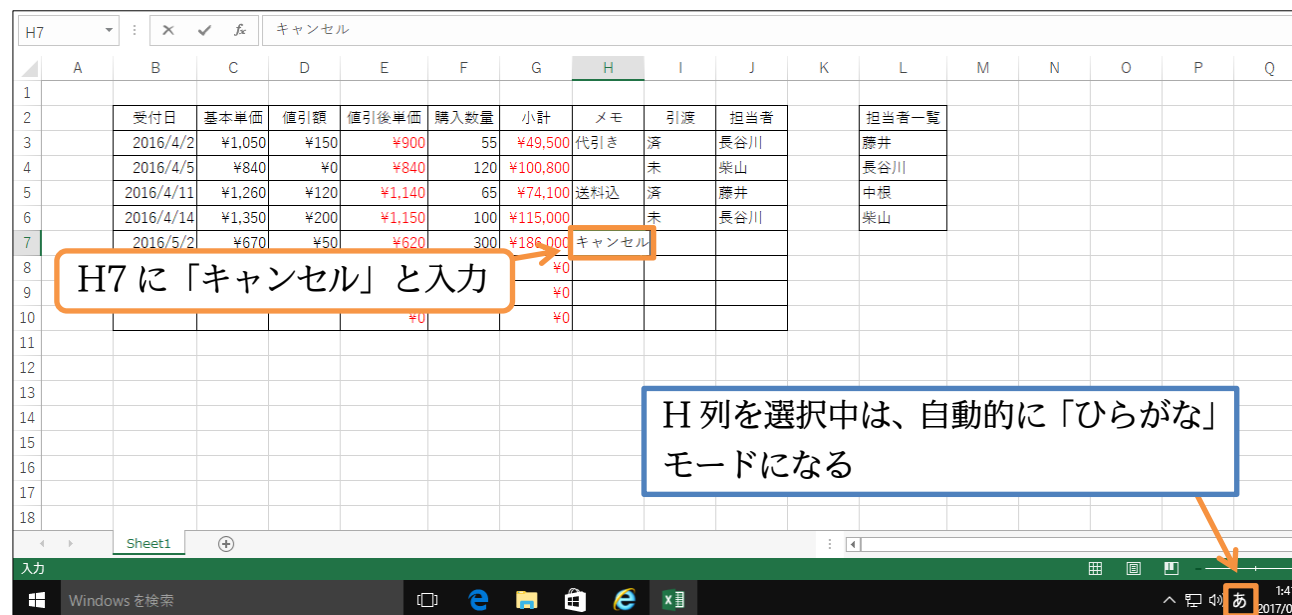 H7 fx キャンセル
A B C D E F G H I J K L M N O P Q
1
2 受付日 基本単価 値引額 値引後単価 購入数量 小計 メモ 引渡 担当者 担当者一覧
3 2016/4/2 ¥1,050 ¥150 ¥900 55 ¥49,500 代引き 済 長谷川 藤井
4 2016/4/5 ¥840 ¥0 ¥840 120 ¥100,800 未 柴山 長谷川
5 2016/4/11 ¥1,260 ¥120 ¥1,140 65 ¥74,100 送料込 済 藤井 中根
6 2016/4/14 ¥1,350 ¥200 ¥1,150 100 ¥115,000 未 長谷川 柴山
7 2016/5/2 ¥670 ¥50 ¥620 300 ¥186,000 キャンセル
8 ¥0
H7 に「キャンセル」と入力
9 ¥0
10 ¥0 ¥0
11
12
13
14
H 列を選択中は、自動的に「ひらがな」
15
16
モードになる
17
18
Sheet1
入力
Windows を検索 あ